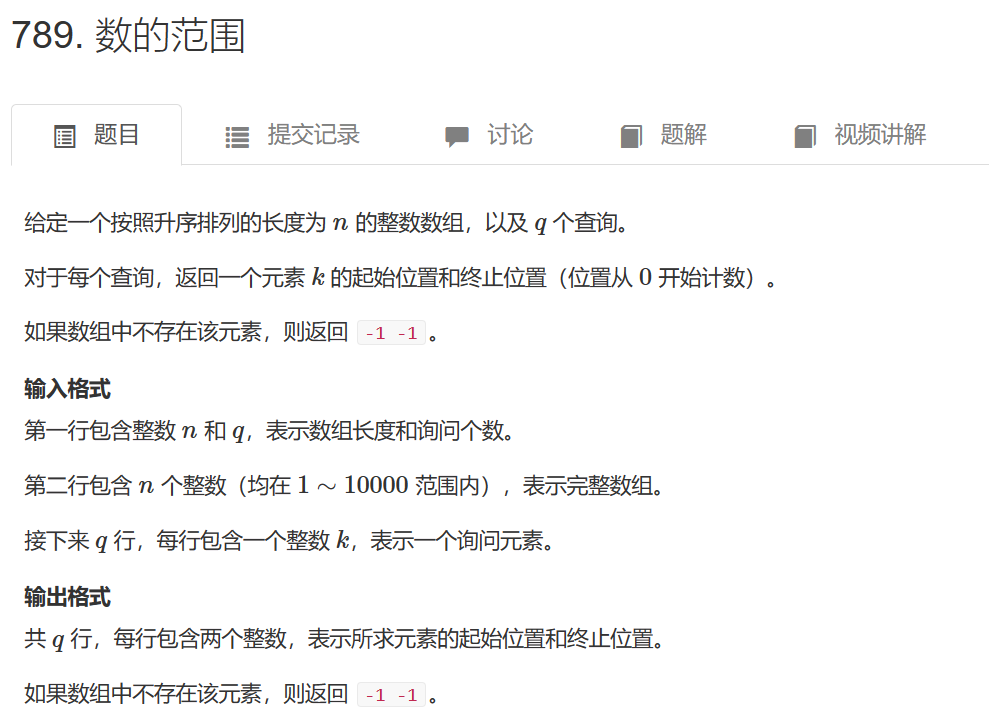 789. 数的范围
题目 提交记录 讨论 题解 视频讲解
给定一个按照升序排列的长度为 n 的整数数组，以及 q 个查询。
对于每个查询，返回一个元素 k 的起始位置和终止位置（位置从 0 开始计数）。
如果数组中不存在该元素，则返回 -1 -1 。
输入格式
第一行包含整数 n 和 q，表示数组长度和询问个数。
第二行包含 n 个整数（均在 1 ∼ 10000 范围内），表示完整数组。
接下来 q 行，每行包含一个整数 k，表示一个询问元素。
输出格式
共 q 行，每行包含两个整数，表示所求元素的起始位置和终止位置。
如果数组中不存在该元素，则返回 -1 -1 。